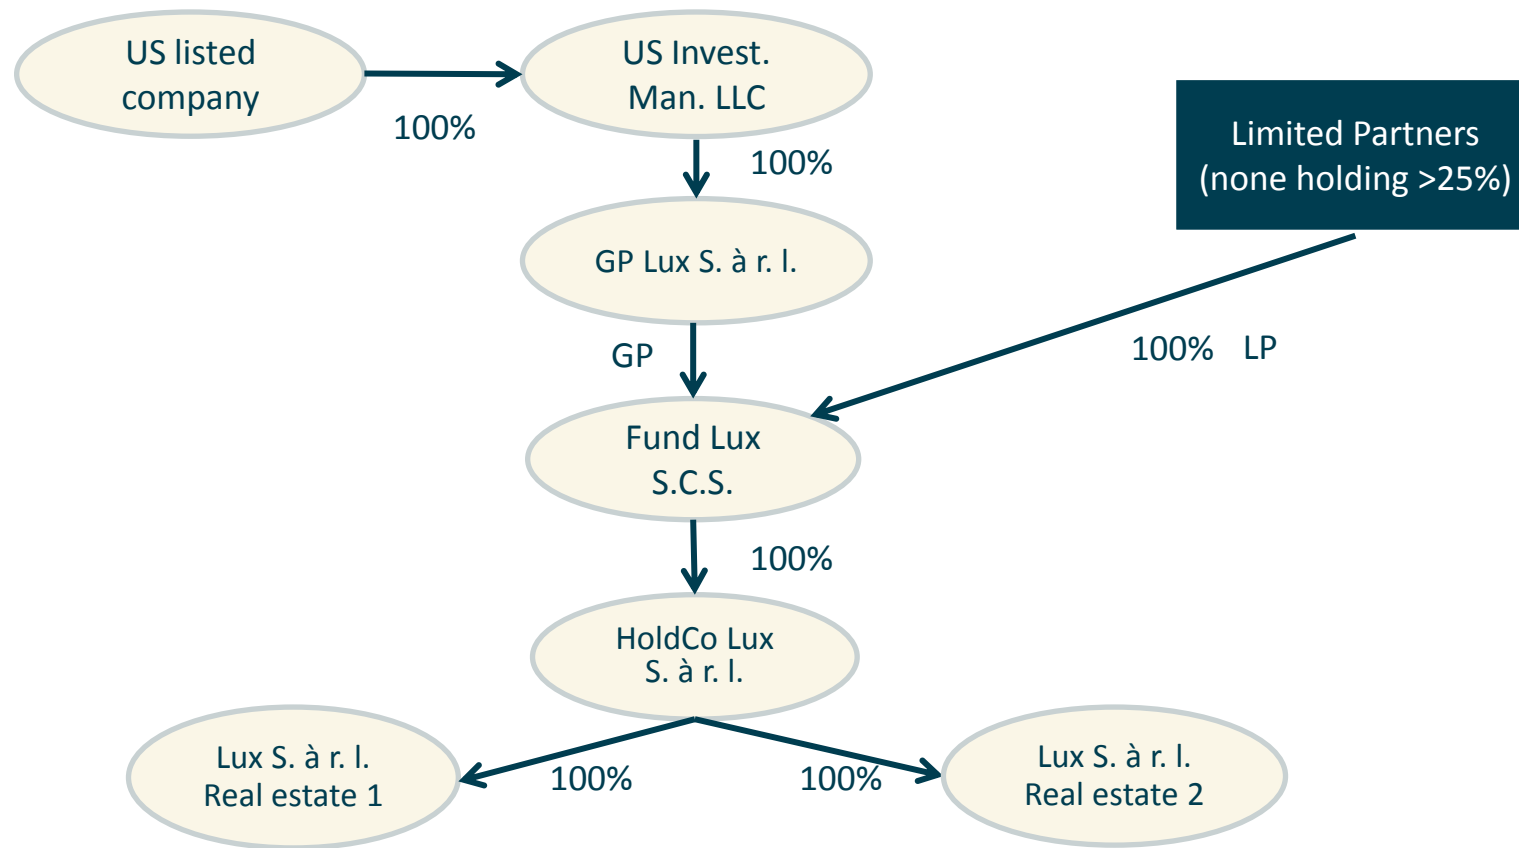 US listed
company
100%
US Invest.
Man. LLC
100%
Limited Partners
(none holding >25%)
GP Lux S. à r. l.
GP
100% LP
Fund Lux
S.C.S.
100%
HoldCo Lux
S. à r. l.
Lux S. à r. l.
Real estate 1
100%
100%
Lux S. à r. l.
Real estate 2